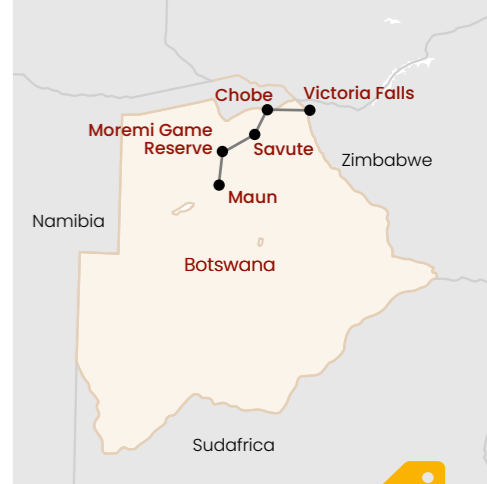 Chobe
Victoria Falls
Moremi Game
Reserve
Savute
Zimbabwe
Maun
Namibia
Botswana
Sudafrica